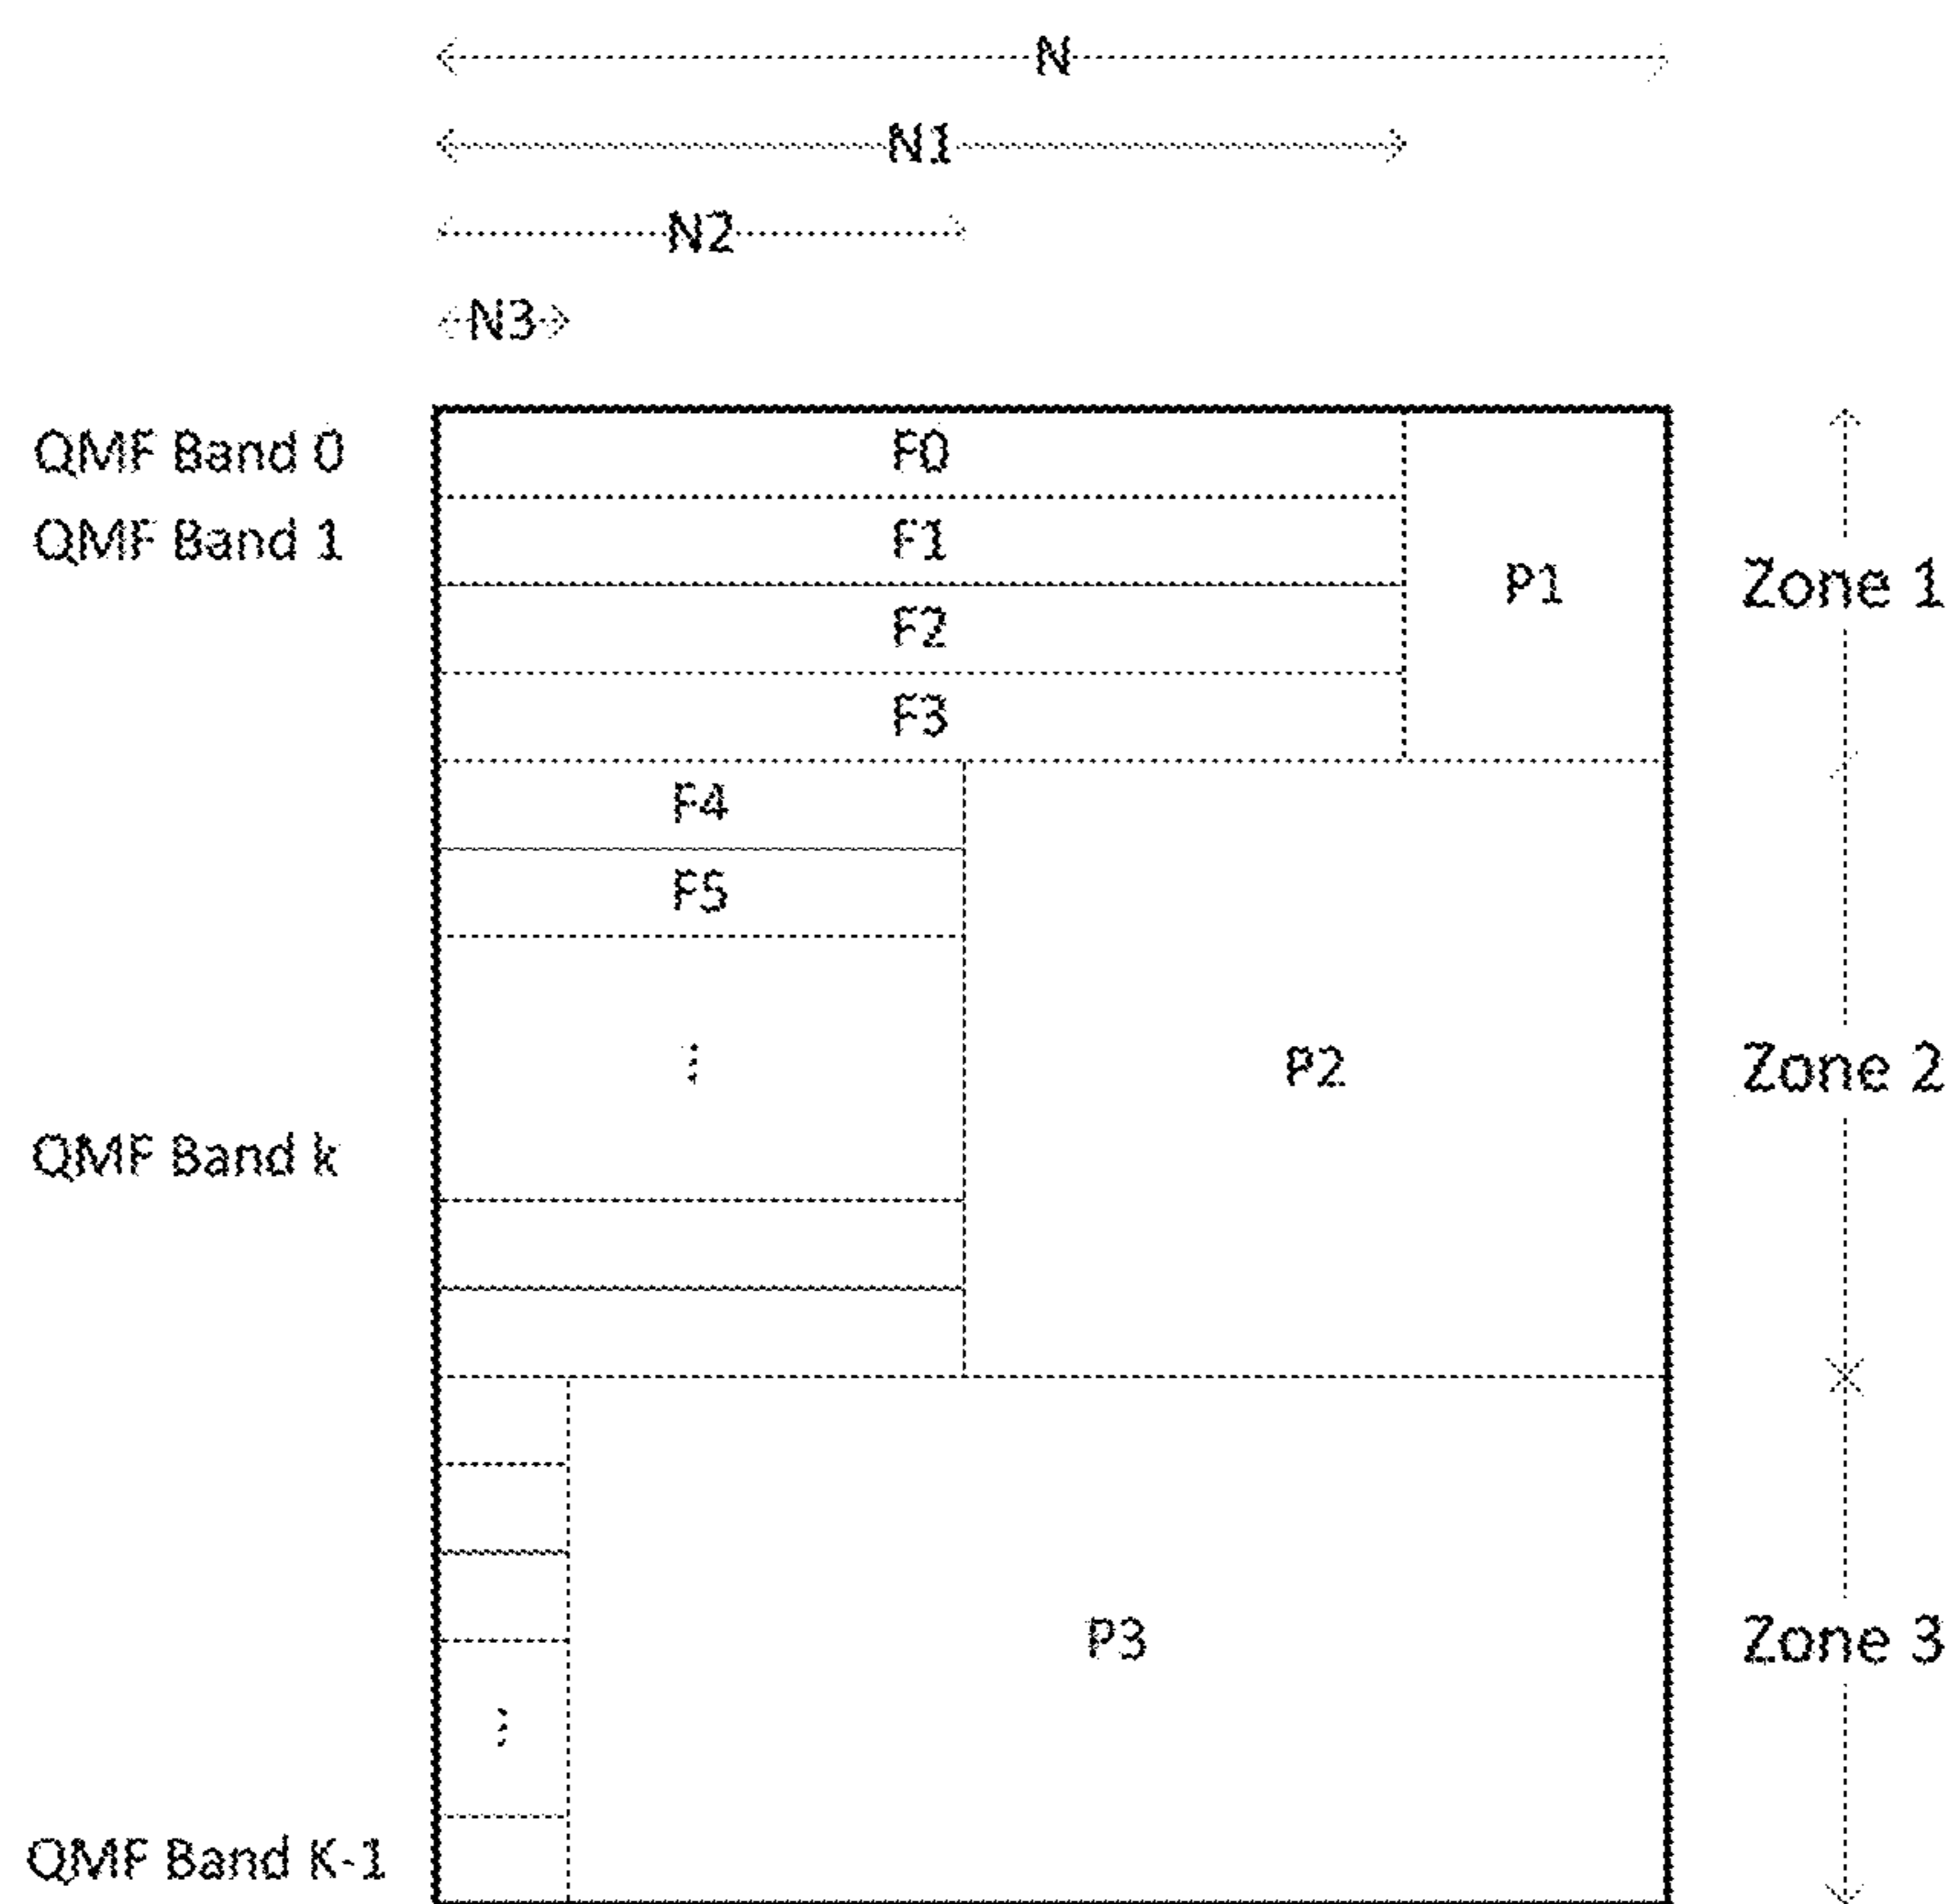 N
N1
N2
N3
QMF Band 0 F0
QMF Band 1 F1
P1 Zone 1
F2
F3
F4
F5
⋮ P2 Zone 2
QMF Band k
P3 Zone 3
⋮
QMF Band K-1